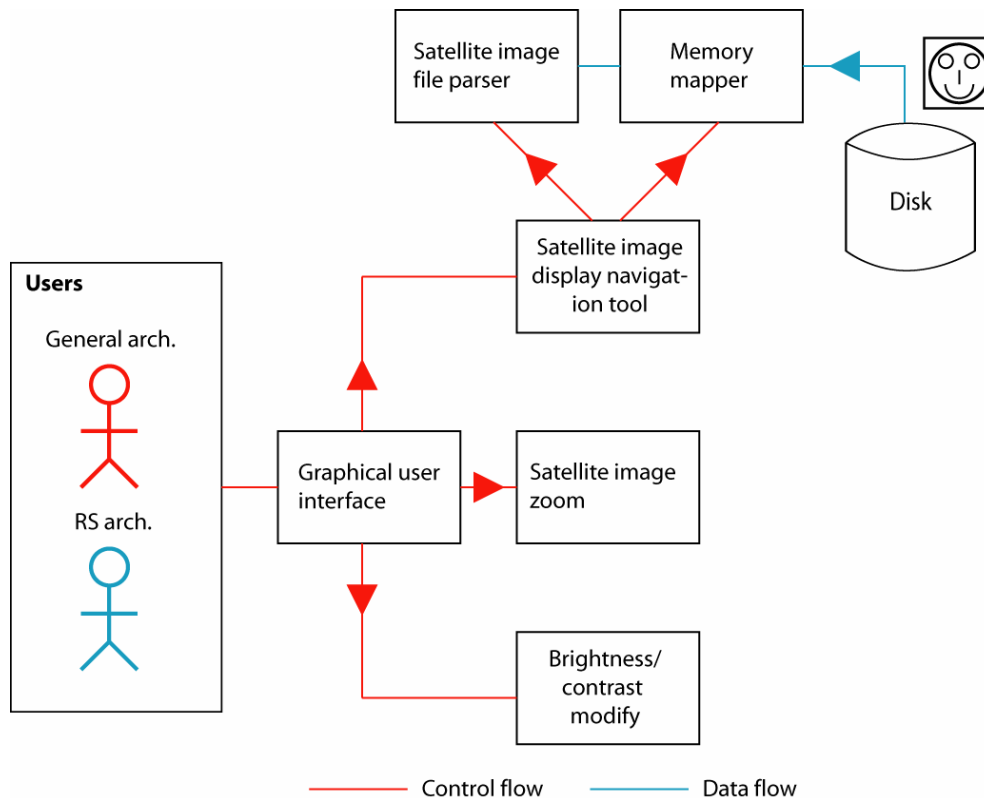 Satellite image
file parser
Memory
mapper
Disk
Satellite image
display navigat-
ion tool
Users
General arch.
RS arch.
Graphical user
interface
Satellite image
zoom
Brightness/
contrast
modify
Control flow
Data flow